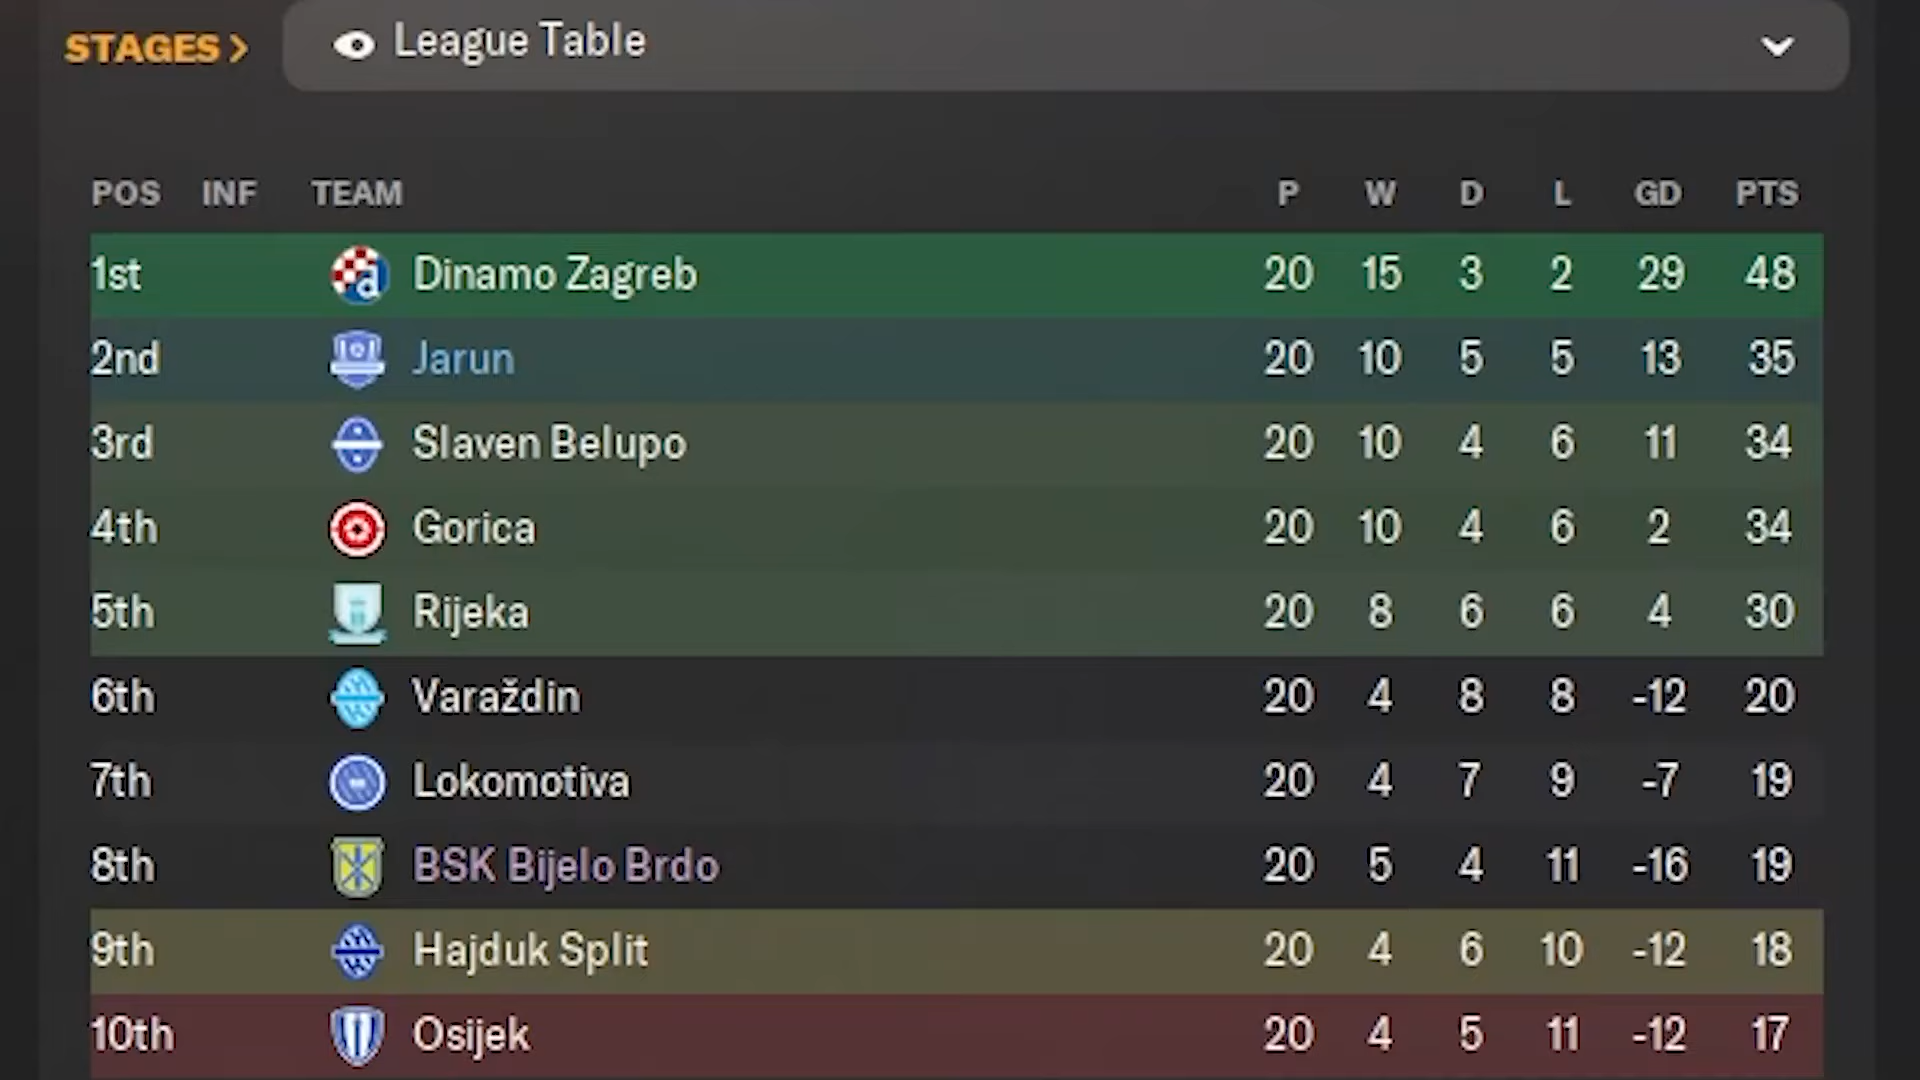 STAGES > League Table
POS INF TEAM P W D L GD PTS
1st Dinamo Zagreb 20 15 3 2 29 48
2nd Jarun 20 10 5 5 13 35
3rd Slaven Belupo 20 10 4 6 11 34
4th Gorica 20 10 4 6 2 34
5th Rijeka 20 8 6 6 4 30
6th Varaždin 20 4 8 8 -12 20
7th Lokomotiva 20 4 7 9 -7 19
8th BSK Bijelo Brdo 20 5 4 11 -16 19
9th Hajduk Split 20 4 6 10 -12 18
10th Osijek 20 4 5 11 -12 17